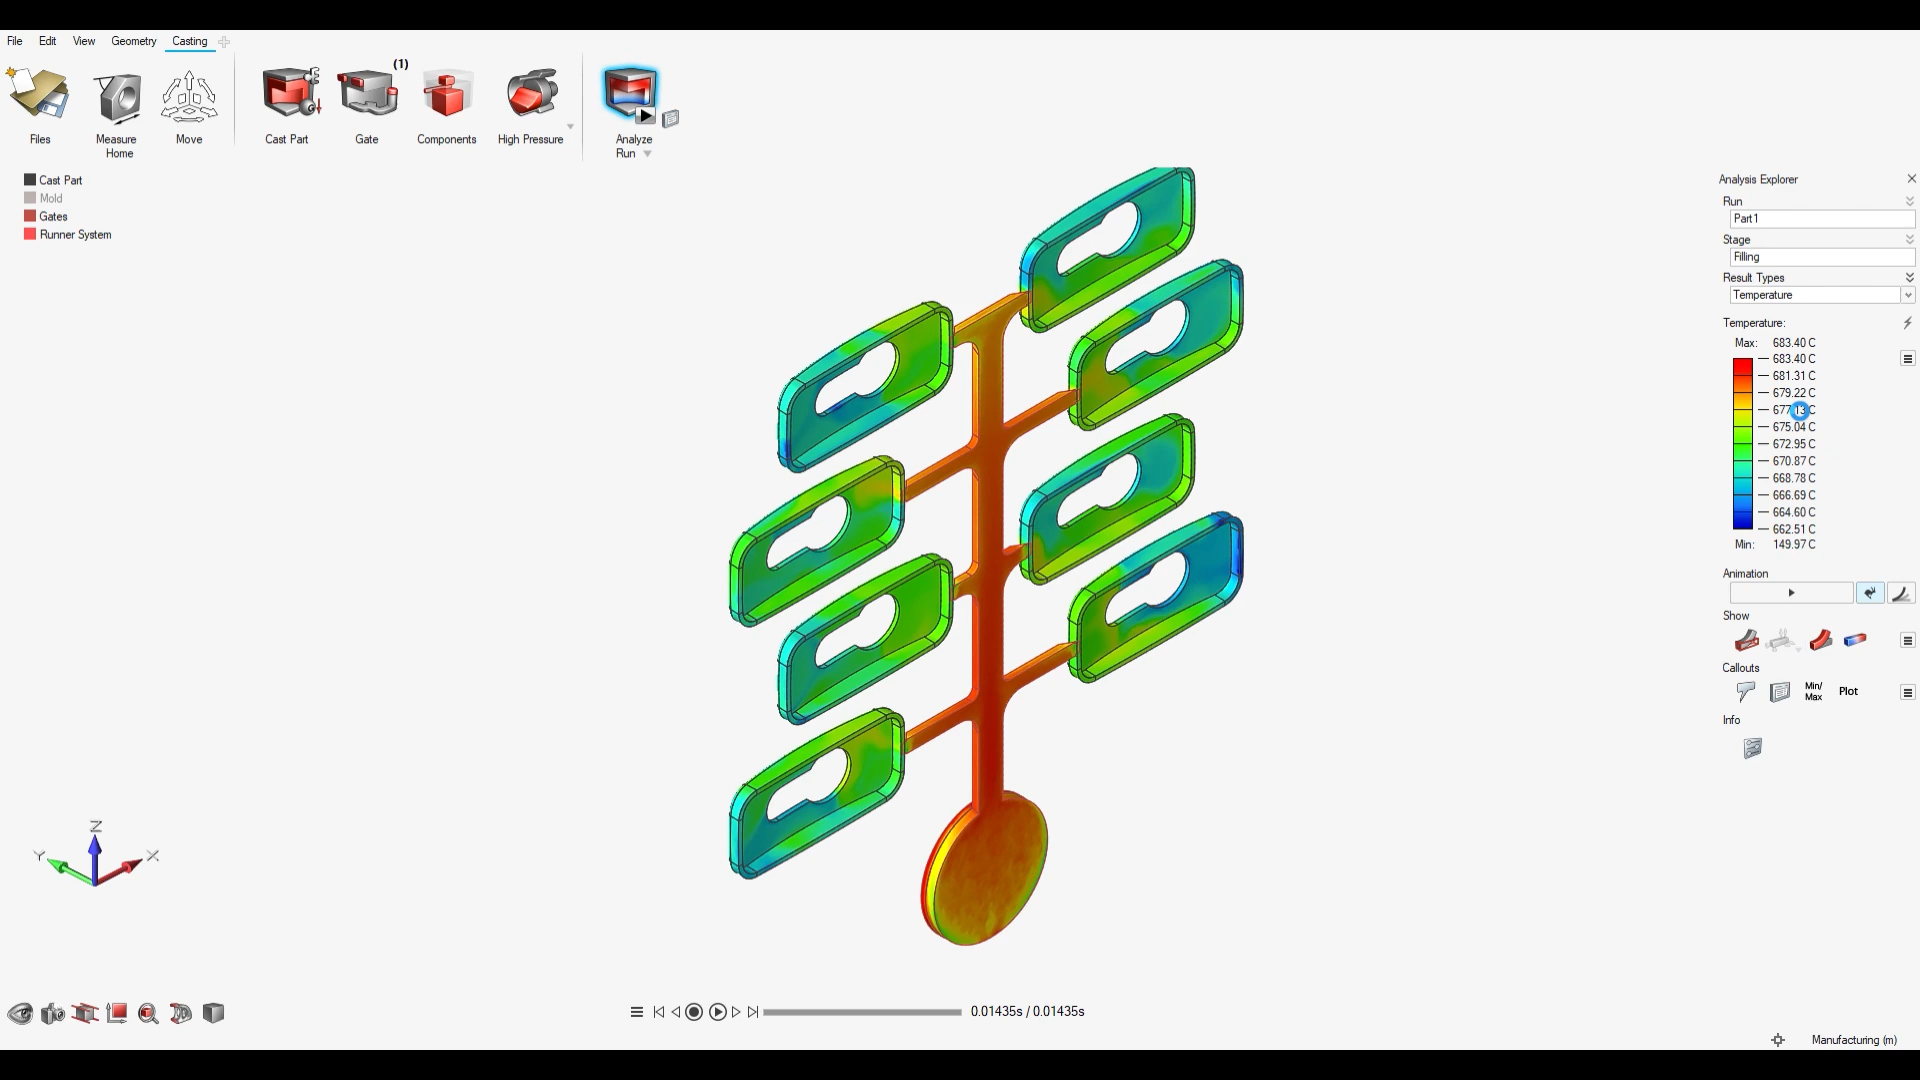 File Edit View Geometry Casting
(1)
Files Measure Move Cast Part Gate Components High Pressure Analyze
Home Run
Cast Part
Mold
Gates
Runner System
Analysis Explorer
Run
Part1
Stage
Filling
Result Types
Temperature
Temperature:
Max: 683.40 C
683.40 C
681.31 C
679.22 C
677.13 C
675.04 C
672.95 C
670.87 C
668.78 C
666.69 C
664.60 C
662.51 C
Min: 149.97 C
Animation
Show
Callouts
Min/
Max Plot
Info
Z
Y X
0.01435s / 0.01435s
Manufacturing (m)